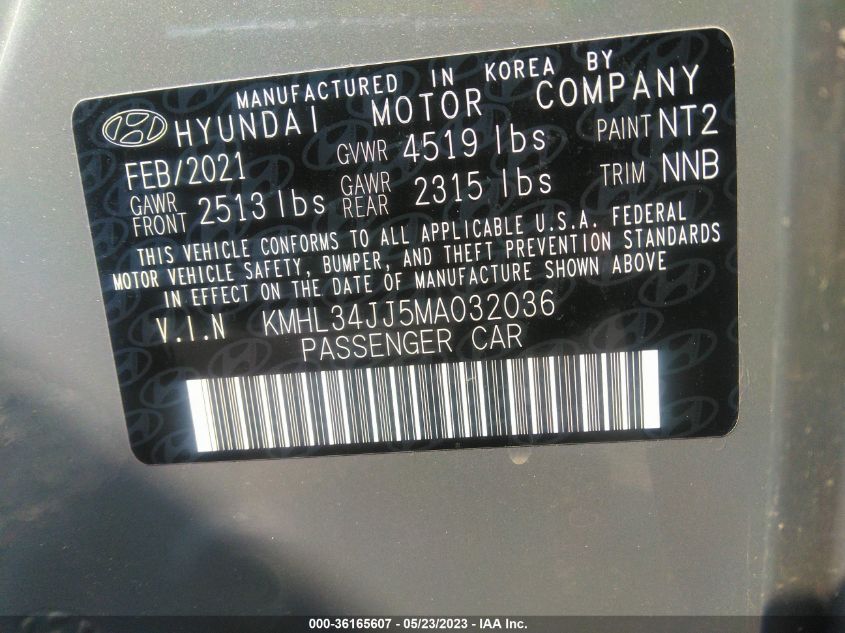 MANUFACTURED IN KOREA BY
HYUNDAI MOTOR COMPANY
FEB/2021 GVWR 4519 lbs PAINT NT2
GAWR FRONT 2513 lbs GAWR REAR 2315 lbs TRIM NNB
THIS VEHICLE CONFORMS TO ALL APPLICABLE U.S.A. FEDERAL
MOTOR VEHICLE SAFETY, BUMPER, AND THEFT PREVENTION STANDARDS
IN EFFECT ON THE DATE OF MANUFACTURE SHOWN ABOVE
V.I.N KMHL34JJ5MA032036
PASSENGER CAR
000-36165607 - 05/23/2023 - IAA Inc.